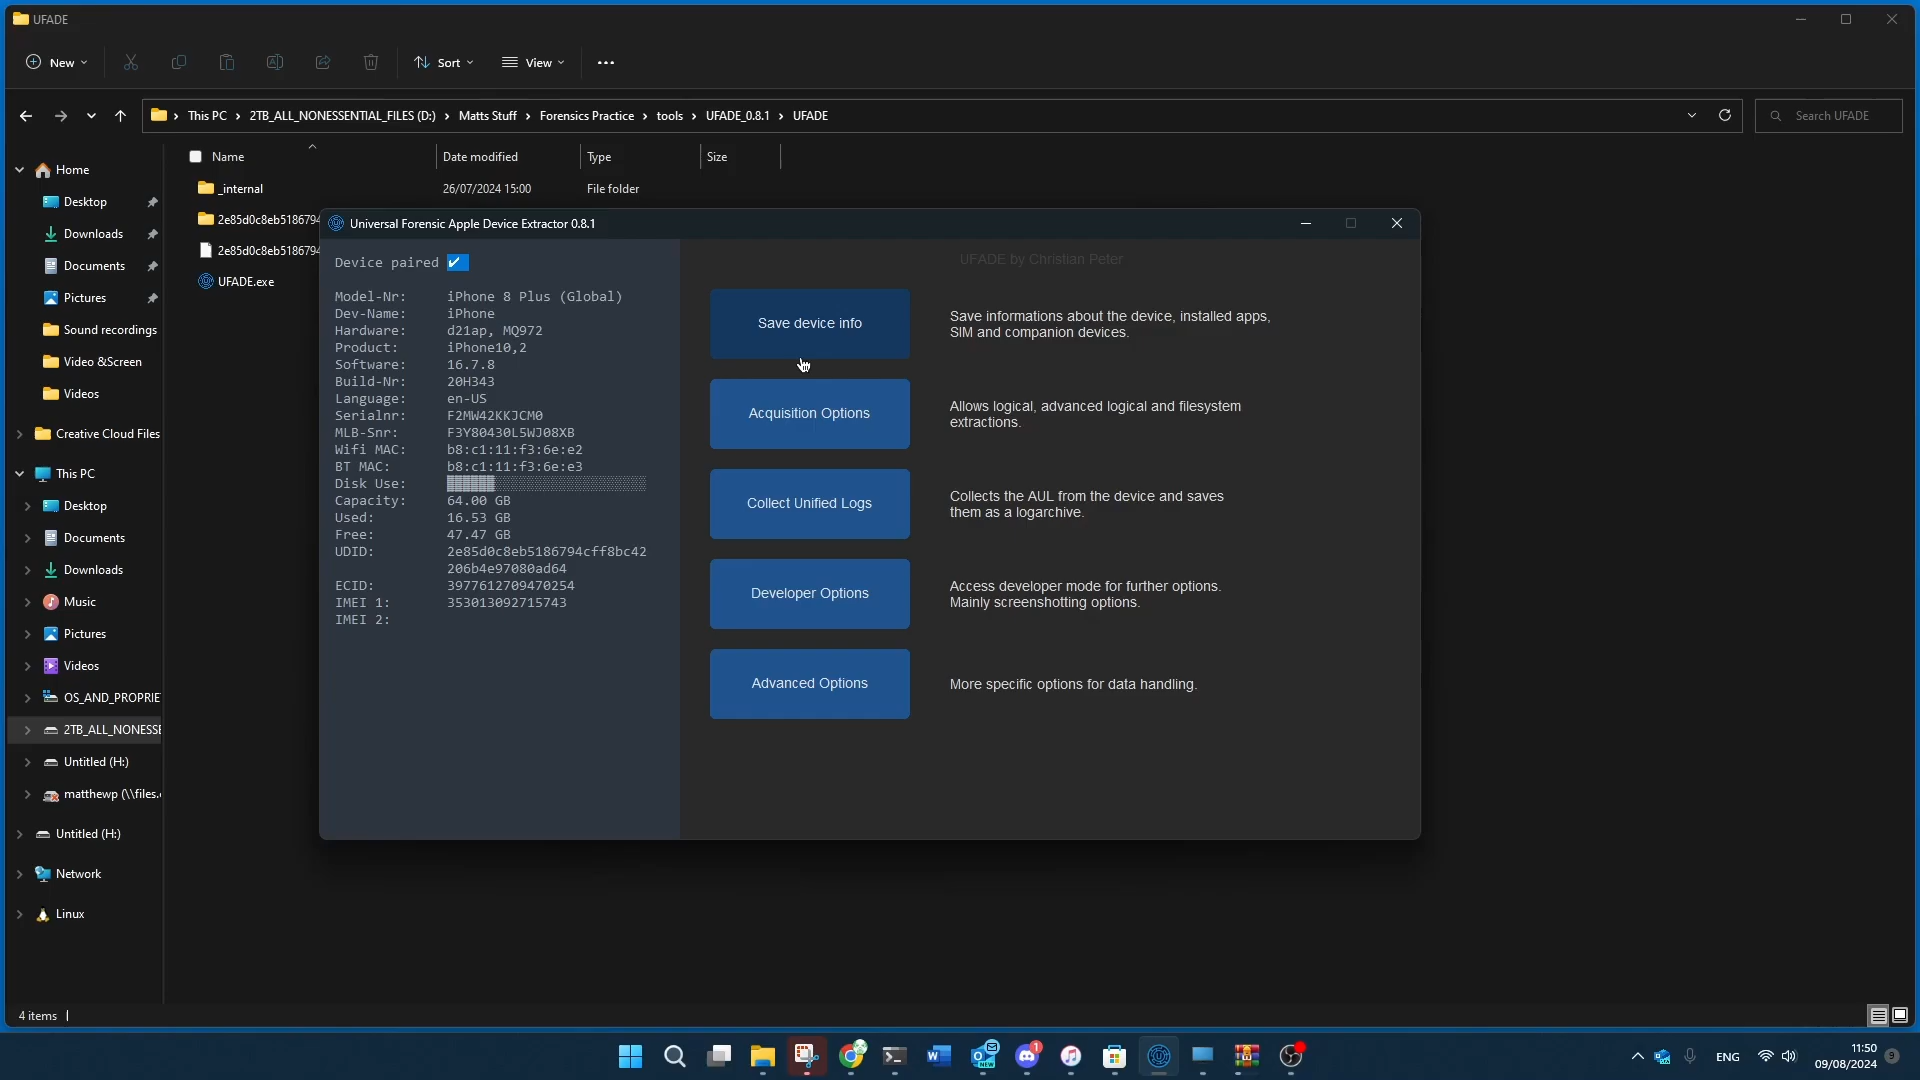 UFADE
New
Sort
View
This PC
2TB_ALL_NONESSENTIAL_FILES (D:)
Matts Stuff
Forensics Practice
tools
UFADE_0.8.1
UFADE
Search UFADE
Name
Date modified
Type
Size
_internal
26/07/2024 15:00
File folder
2e85d0c8eb5186794
2e85d0c8eb5186794
UFADE.exe
Home
Desktop
Downloads
Documents
Pictures
Sound recordings
Video &Screen
Videos
Creative Cloud Files
This PC
Desktop
Documents
Downloads
Music
Pictures
Videos
OS_AND_PROPRIE
2TB_ALL_NONESSE
Untitled (H:)
matthewp (\\files.
Untitled (H:)
Network
Linux
4 items
Universal Forensic Apple Device Extractor 0.8.1
Device paired
Model-Nr: iPhone 8 Plus (Global)
Dev-Name: iPhone
Hardware: d21ap, MQ972
Product: iPhone10,2
Software: 16.7.8
Build-Nr: 20H343
Language: en-US
Serialnr: F2MW42KKJCM0
MLB-Snr: F3Y80430L5WJ08XB
Wifi MAC: b8:c1:11:f3:6e:e2
BT MAC: b8:c1:11:f3:6e:e3
Disk Use:
Capacity: 64.00 GB
Used: 16.53 GB
Free: 47.47 GB
UDID: 2e85d0c8eb5186794cff8bc42
206b4e97080ad64
ECID: 3977612709470254
IMEI 1: 353013092715743
IMEI 2:
UFADE by Christian Peter
Save device info
Save informations about the device, installed apps,
SIM and companion devices.
Acquisition Options
Allows logical, advanced logical and filesystem
extractions.
Collect Unified Logs
Collects the AUL from the device and saves
them as a logarchive.
Developer Options
Access developer mode for further options.
Mainly screenshotting options.
Advanced Options
More specific options for data handling.
ENG
11:50
09/08/2024